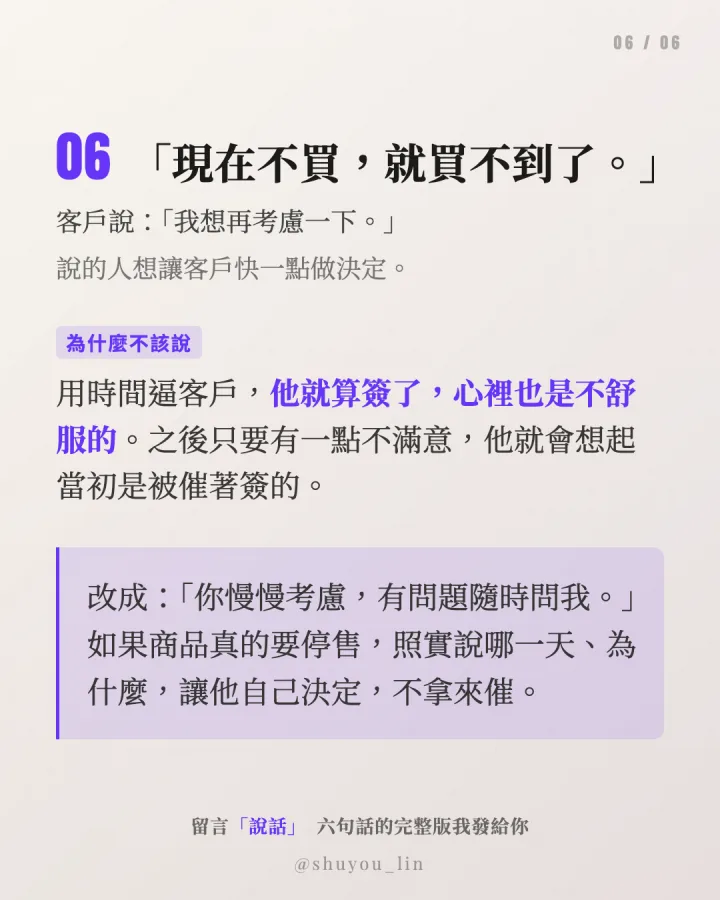 06 / 06
06 「現在不買，就買不到了。」
客戶說：「我想再考慮一下。」
說的人想讓客戶快一點做決定。
為什麼不該說
用時間逼客戶，他就算簽了，心裡也是不舒
服的。之後只要有一點不滿意，他就會想起
當初是被催著簽的。
改成：「你慢慢考慮，有問題隨時問我。」
如果商品真的要停售，照實說哪一天、為
什麼，讓他自己決定，不拿來催。
留言「說話」 六句話的完整版我發給你
@shuyou_lin